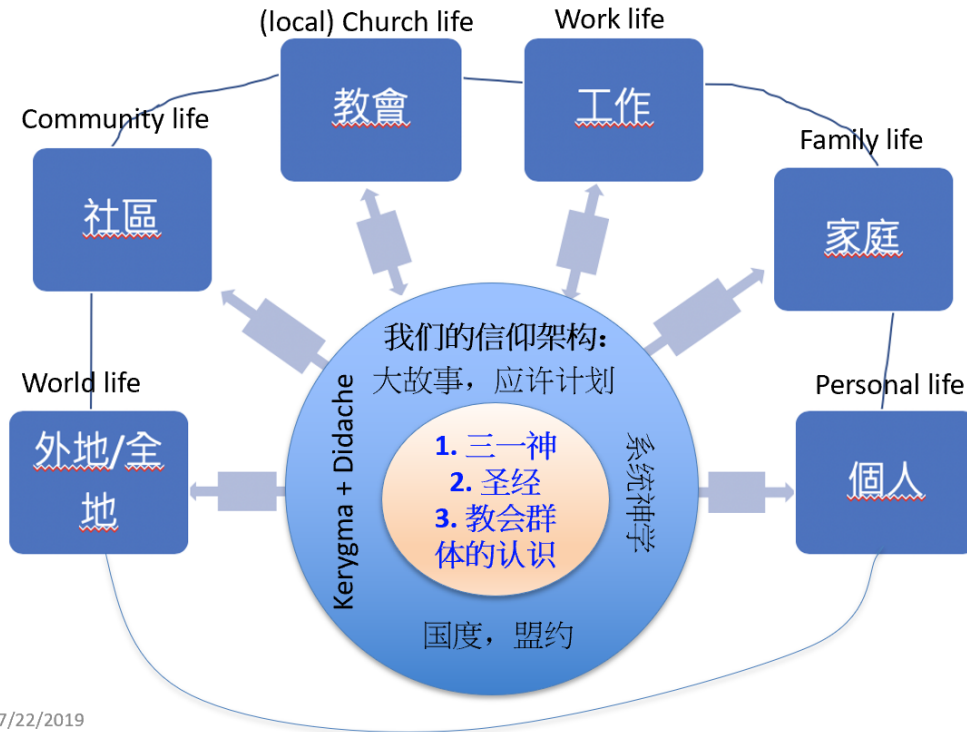 (local) Church life
Work life
教會
工作
Community life
Family life
社區
家庭
我们的信仰架构：
大故事，应许计划
World life
Personal life
外地/全
地
Kerygma + Didache
1. 三一神
2. 圣经
3. 教会群
体的认识
系统神学
個人
国度，盟约
7/22/2019